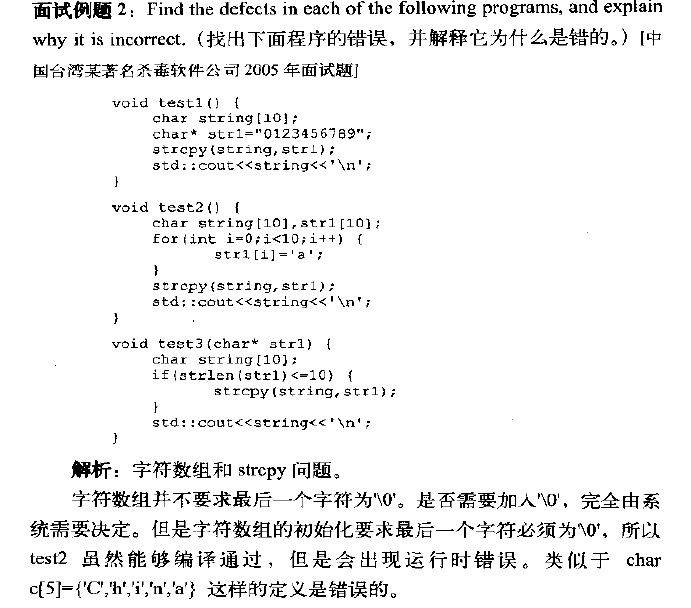 面试例题 2：Find the defects in each of the following programs, and explain
why it is incorrect.（找出下面程序的错误，并解释它为什么是错的。）[中
国台湾某著名杀毒软件公司 2005 年面试题]
void test1() {
char string[10];
char* str1="0123456789";
strcpy(string,str1);
std::cout<<string<<'\n';
}
void test2() {
char string[10],str1[10];
for(int i=0;i<10;i++) {
str1[i]='a';
}
strcpy(string,str1);
std::cout<<string<<'\n';
}
void test3(char* str1) {
char string[10];
if(strlen(str1)<=10) {
strcpy(string,str1);
}
std::cout<<string<<'\n';
}
解析：字符数组和 strcpy 问题。
字符数组并不要求最后一个字符为'\0'。是否需要加入'\0'，完全由系
统需要决定。但是字符数组的初始化要求最后一个字符必须为'\0'，所以
test2 虽然能够编译通过，但是会出现运行时错误。类似于 char
c[5]={'C','h','i','n','a'} 这样的定义是错误的。